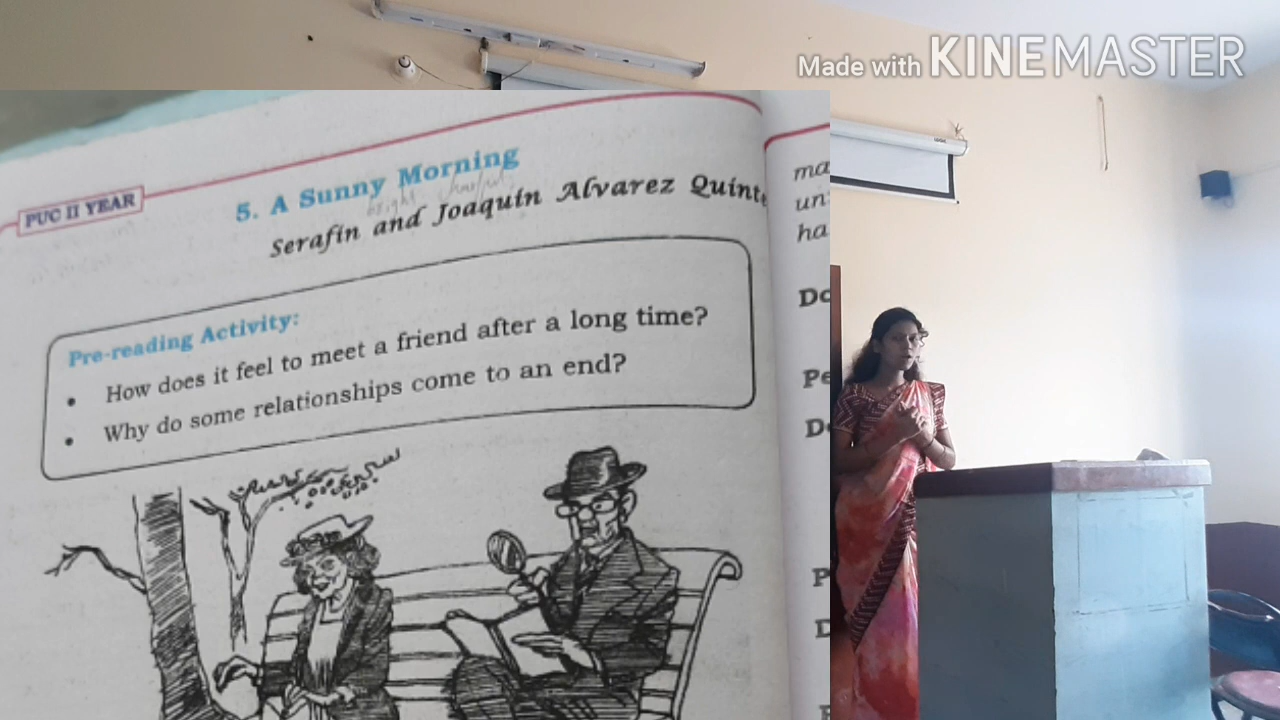 Made with KINEMASTER
PUC II YEAR
5. A Sunny Morning
Serafin and Joaquin Alvarez Quinte
Pre-reading Activity:
• How does it feel to meet a friend after a long time?
• Why do some relationships come to an end?
ma
un
ha
Do
Pe
Do
P
D